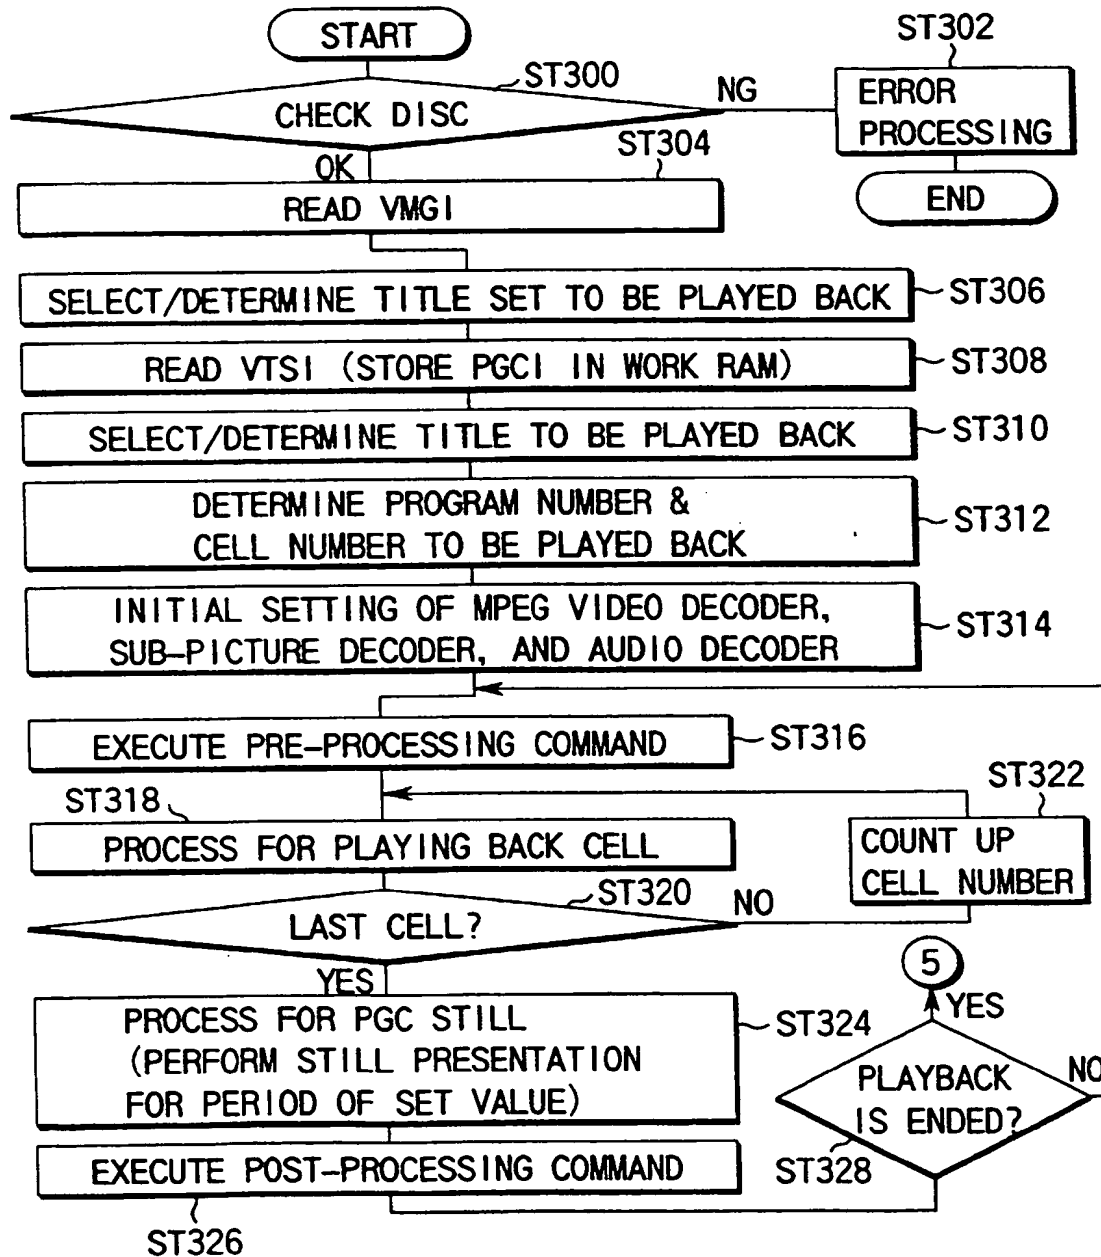 START
ST300
CHECK DISC
NG
OK
ST302
ERROR
PROCESSING
END
ST304
READ VMGI
SELECT/DETERMINE TITLE SET TO BE PLAYED BACK
ST306
READ VTSI (STORE PGCI IN WORK RAM)
ST308
SELECT/DETERMINE TITLE TO BE PLAYED BACK
ST310
DETERMINE PROGRAM NUMBER &
CELL NUMBER TO BE PLAYED BACK
ST312
INITIAL SETTING OF MPEG VIDEO DECODER,
SUB-PICTURE DECODER, AND AUDIO DECODER
ST314
EXECUTE PRE-PROCESSING COMMAND
ST316
ST318
PROCESS FOR PLAYING BACK CELL
ST322
COUNT UP
CELL NUMBER
ST320
LAST CELL?
NO
YES
PROCESS FOR PGC STILL
(PERFORM STILL PRESENTATION
FOR PERIOD OF SET VALUE)
ST324
EXECUTE POST-PROCESSING COMMAND
ST326
5
YES
PLAYBACK
IS ENDED?
NO
ST328